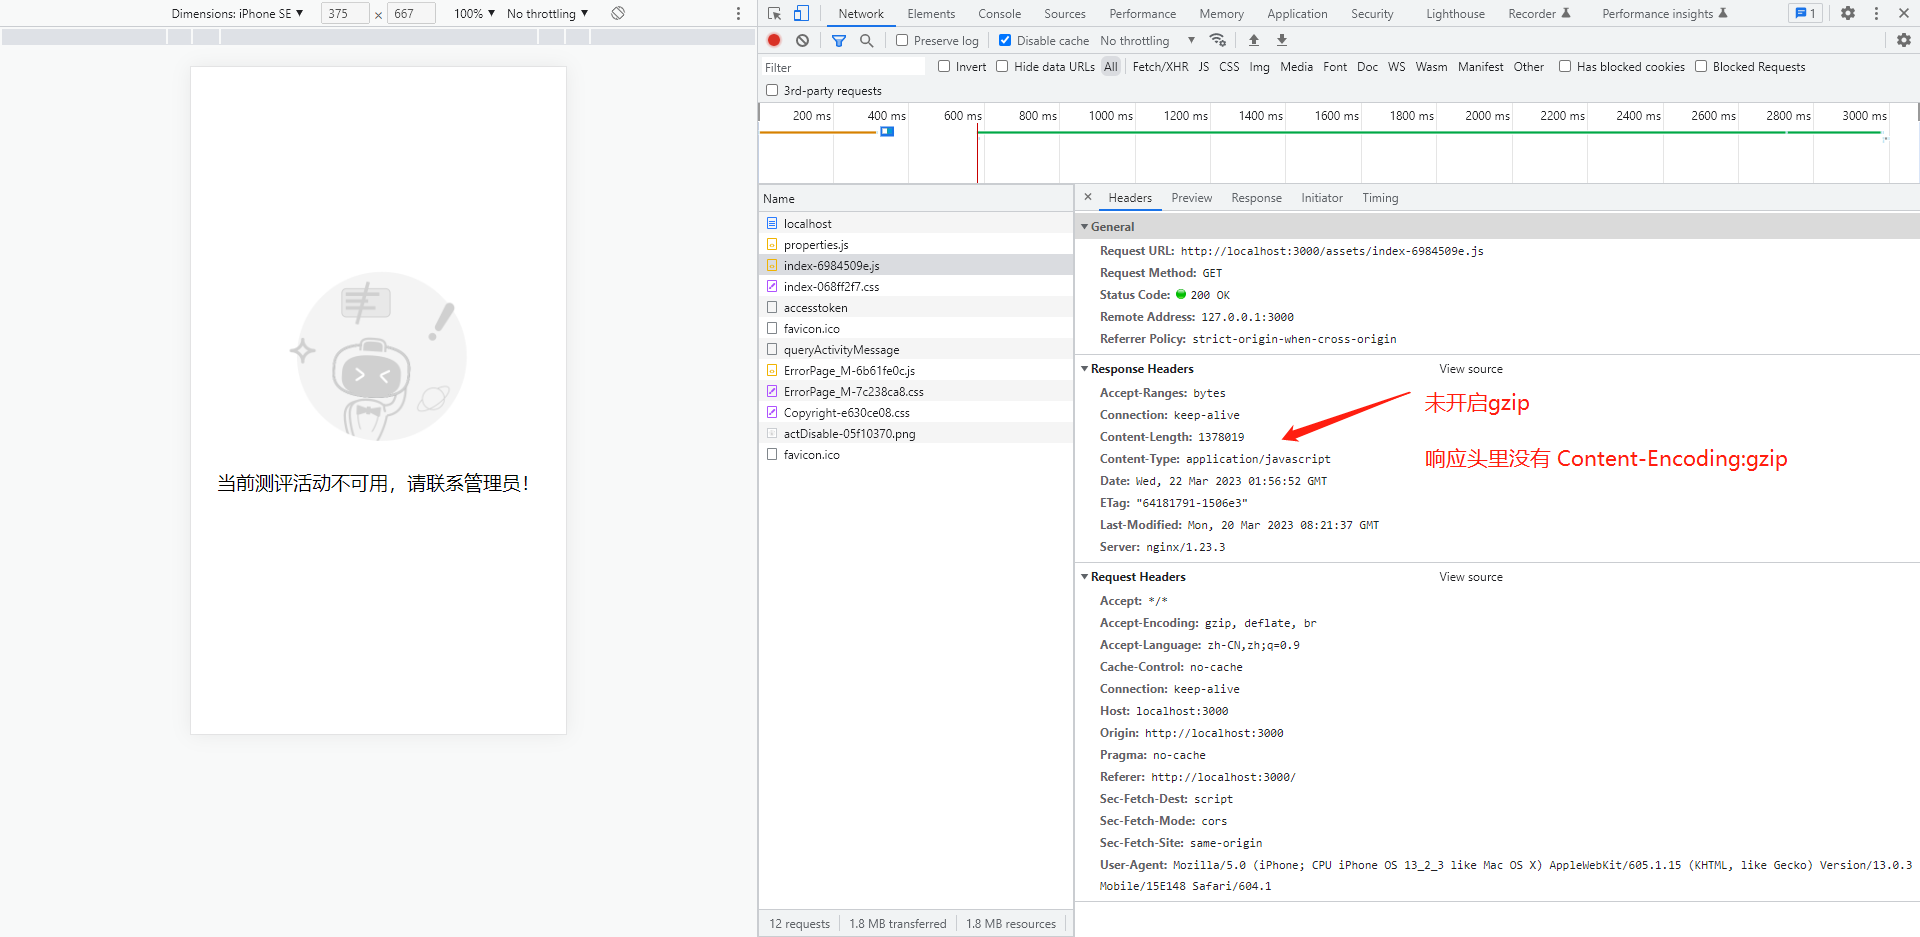 Dimensions: iPhone SE ▼ 375 × 667 100% ▼ No throttling ▼
当前测评活动不可用，请联系管理员！
Network Elements Console Sources Performance Memory Application Security Lighthouse Recorder Performance insights 1
Preserve log Disable cache No throttling ▼
Filter Invert Hide data URLs All Fetch/XHR JS CSS Img Media Font Doc WS Wasm Manifest Other Has blocked cookies Blocked Requests
3rd-party requests
200 ms 400 ms 600 ms 800 ms 1000 ms 1200 ms 1400 ms 1600 ms 1800 ms 2000 ms 2200 ms 2400 ms 2600 ms 2800 ms 3000 ms
Name
localhost
properties.js
index-6984509e.js
index-068ff2f7.css
accesstoken
favicon.ico
queryActivityMessage
ErrorPage_M-6b61fe0c.js
ErrorPage_M-7c238ca8.css
Copyright-e630ce08.css
actDisable-05f10370.png
favicon.ico
12 requests 1.8 MB transferred 1.8 MB resources
× Headers Preview Response Initiator Timing
General
Request URL: http://localhost:3000/assets/index-6984509e.js
Request Method: GET
Status Code: 200 OK
Remote Address: 127.0.0.1:3000
Referrer Policy: strict-origin-when-cross-origin
Response Headers View source
Accept-Ranges: bytes
Connection: keep-alive
Content-Length: 1378019
Content-Type: application/javascript
Date: Wed, 22 Mar 2023 01:56:52 GMT
ETag: "64181791-1506e3"
Last-Modified: Mon, 20 Mar 2023 08:21:37 GMT
Server: nginx/1.23.3
未开启gzip
响应头里没有 Content-Encoding:gzip
Request Headers View source
Accept: */*
Accept-Encoding: gzip, deflate, br
Accept-Language: zh-CN,zh;q=0.9
Cache-Control: no-cache
Connection: keep-alive
Host: localhost:3000
Origin: http://localhost:3000
Pragma: no-cache
Referer: http://localhost:3000/
Sec-Fetch-Dest: script
Sec-Fetch-Mode: cors
Sec-Fetch-Site: same-origin
User-Agent: Mozilla/5.0 (iPhone; CPU iPhone OS 13_2_3 like Mac OS X) AppleWebKit/605.1.15 (KHTML, like Gecko) Version/13.0.3
Mobile/15E148 Safari/604.1